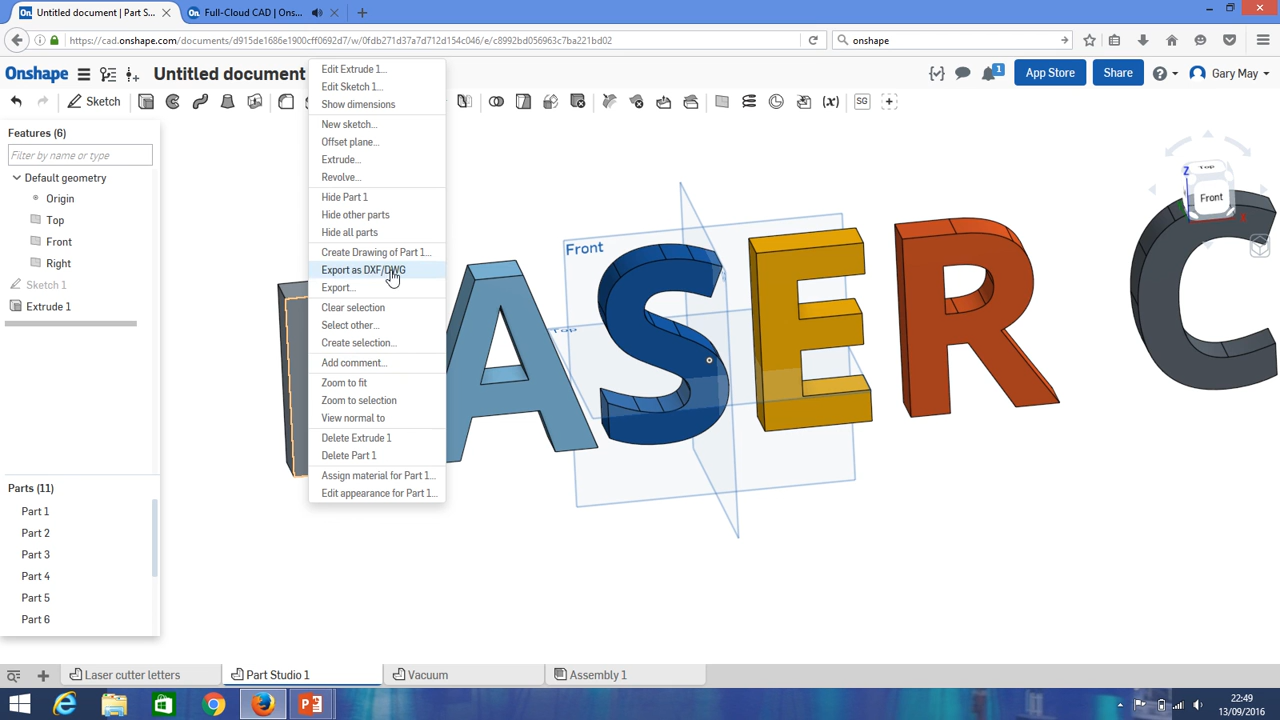 Untitled document | Part S...
Full-Cloud CAD | Ons...
https://cad.onshape.com/documents/d915de1686e1900cff0692d7/w/0fdb271d37a7d712d154c046/e/c8992bd056963c7ba221bd02
onshape
Onshape
Untitled document
1
App Store
Share
Gary May
Sketch
(x)
SG
Features (6)
Filter by name or type
Default geometry
Origin
Top
Front
Right
Sketch 1
Extrude 1
Parts (11)
Part 1
Part 2
Part 3
Part 4
Part 5
Part 6
Edit Extrude 1...
Edit Sketch 1...
Show dimensions
New sketch...
Offset plane...
Extrude...
Revolve...
Hide Part 1
Hide other parts
Hide all parts
Create Drawing of Part 1...
Export as DXF/DWG
Export...
Clear selection
Select other...
Create selection...
Add comment...
Zoom to fit
Zoom to selection
View normal to
Delete Extrude 1
Delete Part 1
Assign material for Part 1...
Edit appearance for Part 1...
Front
Top
ASER C
Top
Z
Front
X
Laser cutter letters
Part Studio 1
Vacuum
Assembly 1
22:49
13/09/2016